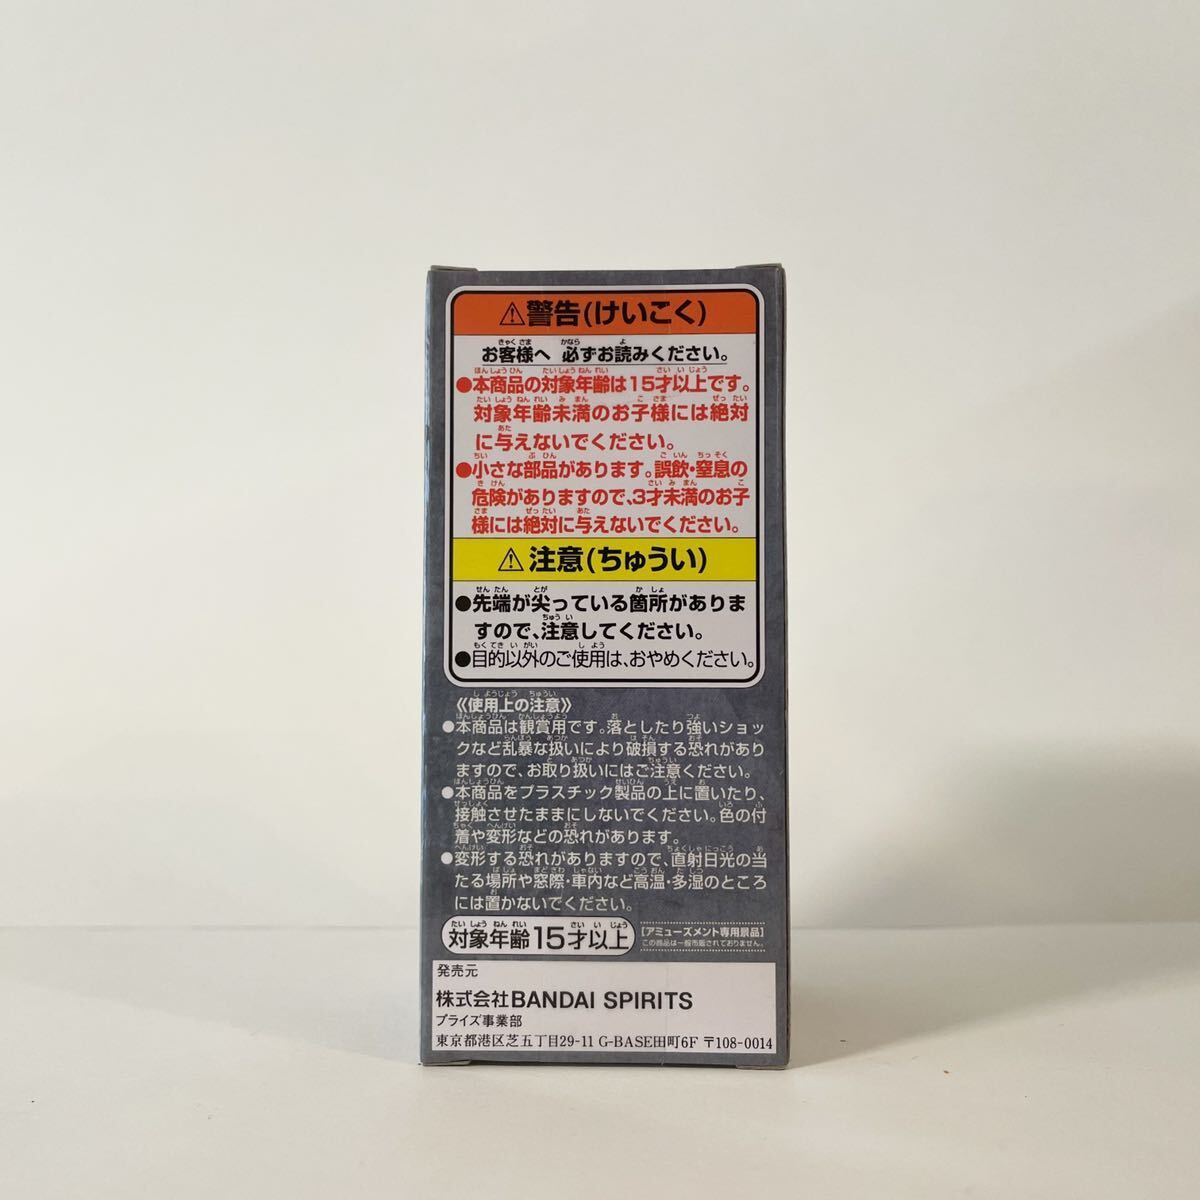 ⚠警告(けいごく)
お客様へ 必ずお読みください。
●本商品の対象年齢は15才以上です。
対象年齢未満のお子様には絶対
に与えないでください。
●小さな部品があります。誤飲・窒息の
危険がありますので、3才未満のお子
様には絶対に与えないでください。
⚠注意(ちゅうい)
●先端が尖っている箇所がありま
すので、注意してください。
●目的以外のご使用は、おやめください。
《使用上の注意》
●本商品は観賞用です。落としたり強いショッ
クなど乱暴な扱いにより破損する恐れがあり
ますので、お取り扱いにはご注意ください。
●本商品をプラスチック製品の上に置いたり、
接触させたままにしないでください。色の付
着や変形などの恐れがあります。
●変形する恐れがありますので、直射日光の当
たる場所や窓際・車内など高温・多湿のところ
には置かないでください。
対象年齢15才以上
[アミューズメント専用景品]
この商品は一般市販されておりません。
発売元
株式会社BANDAI SPIRITS
プライズ事業部
東京都港区芝五丁目29-11 G-BASE田町6F 〒108-0014